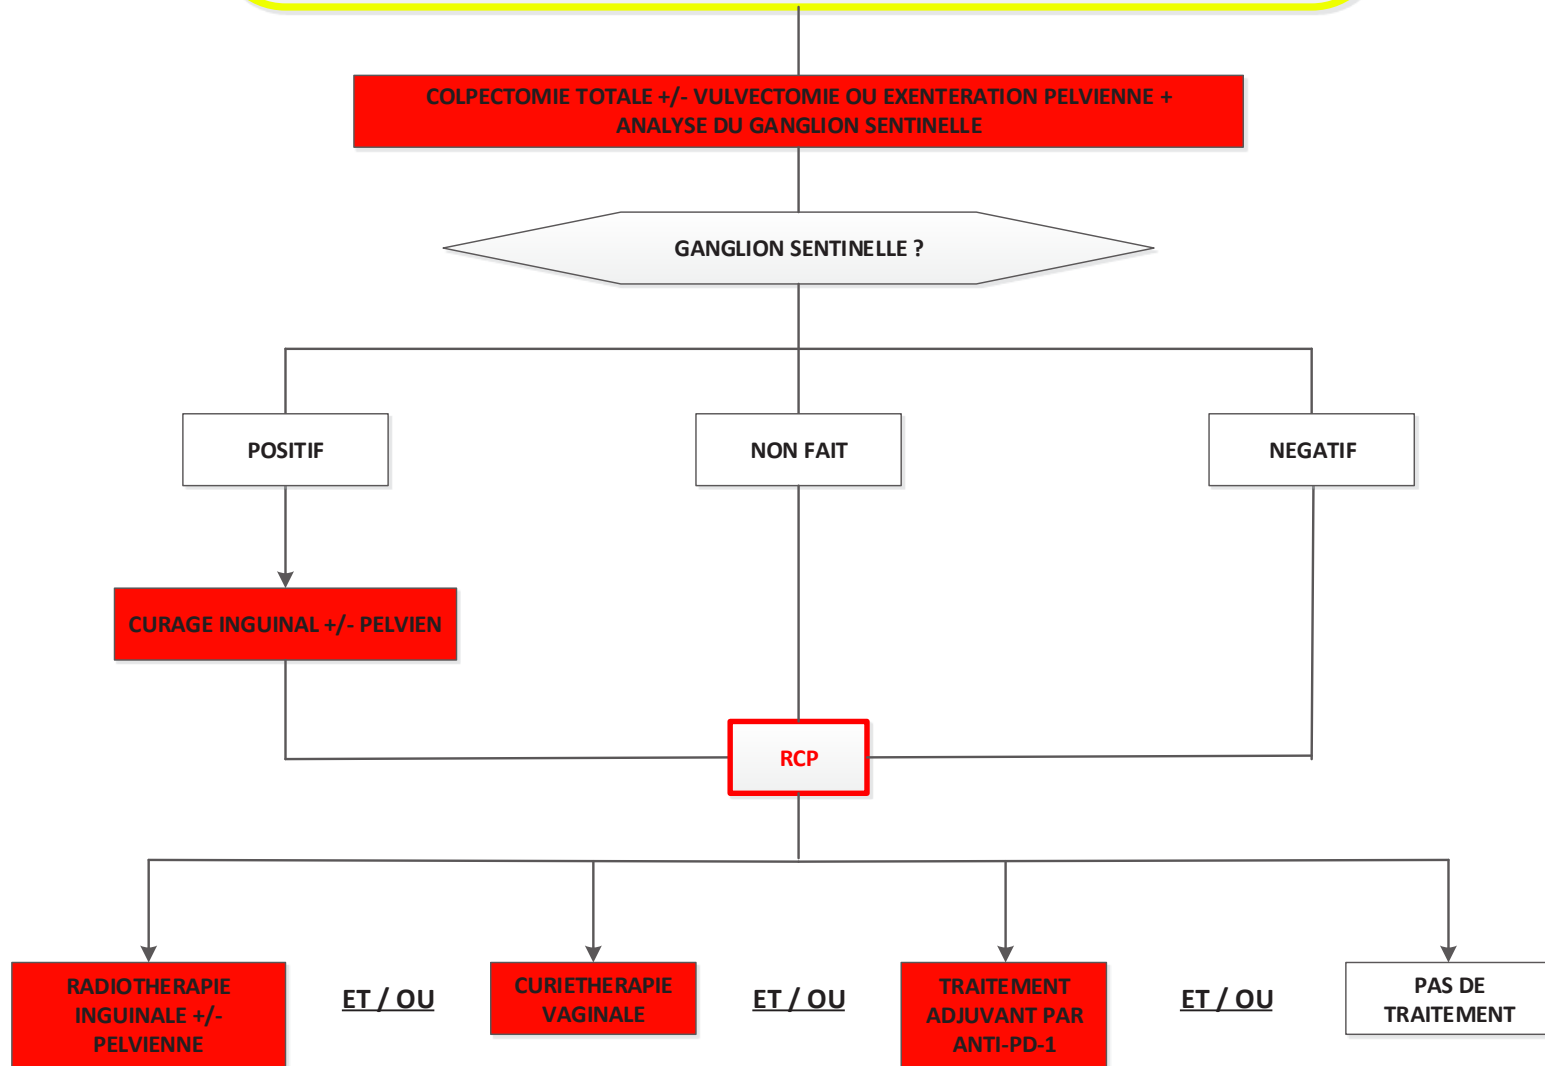 COLPECTOMIE TOTALE +/- VULVECTOMIE OU EXENTERATION PELVIENNE +
ANALYSE DU GANGLION SENTINELLE
GANGLION SENTINELLE ?
POSITIF
NON FAIT
NEGATIF
CURAGE INGUINAL +/- PELVIEN
RCP
RADIOTHERAPIE
INGUINALE +/-
PELVIENNE
ET / OU
CURIETHERAPIE
VAGINALE
ET / OU
TRAITEMENT
ADJUVANT PAR
ANTI-PD-1
ET / OU
PAS DE
TRAITEMENT